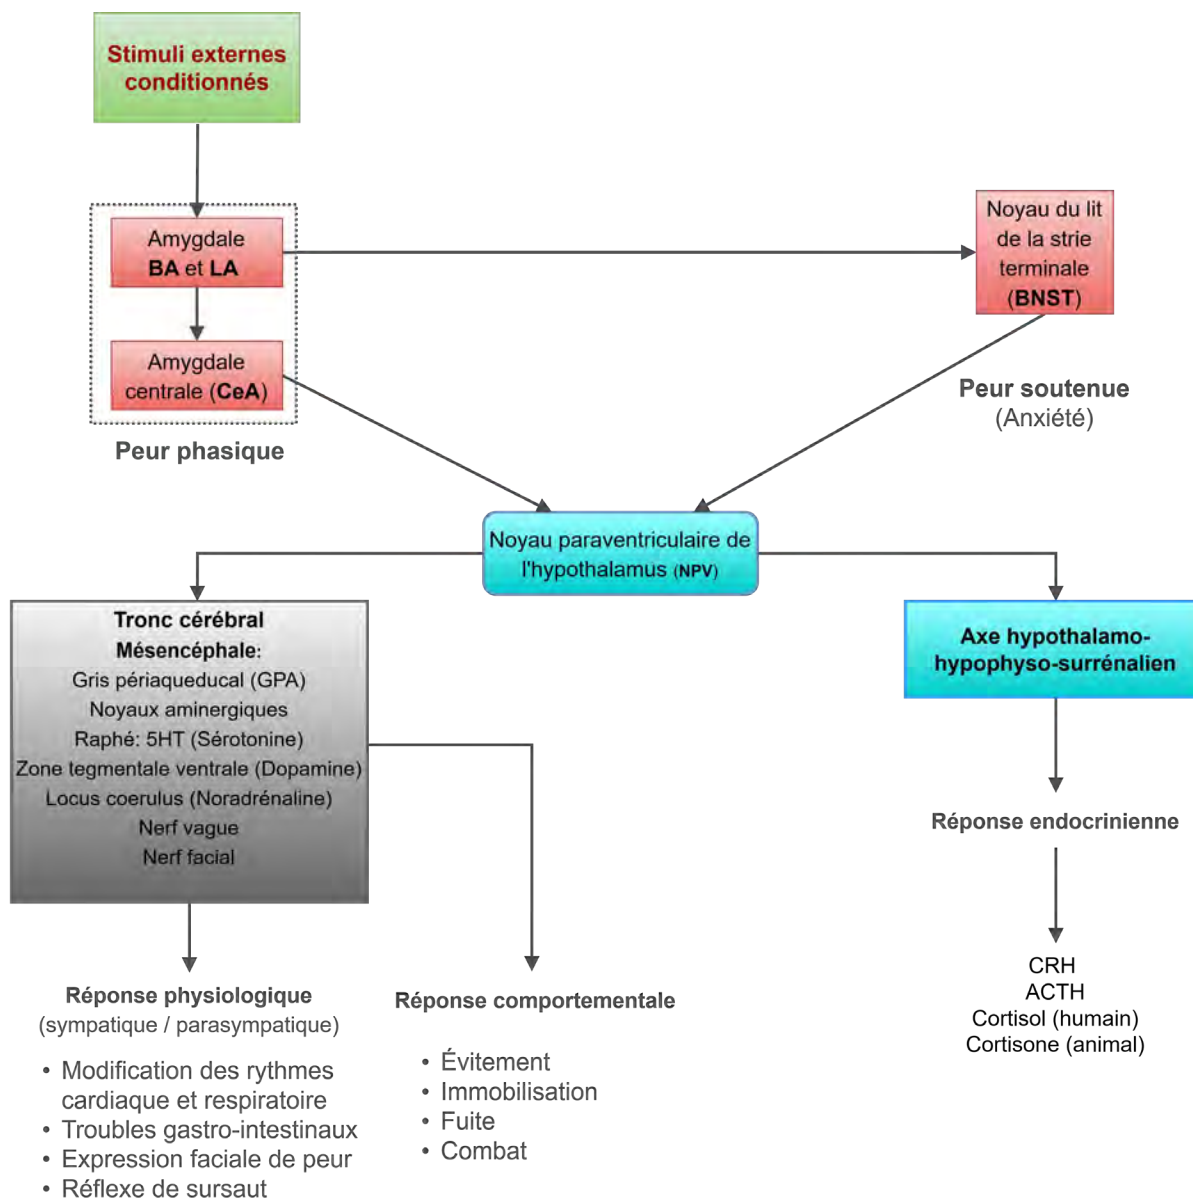 Stimuli externes
conditionnés
Amygdale
BA et LA
Noyau du lit
de la strie
terminale
(BNST)
Amygdale
centrale (CeA)
Peur phasique
Peur soutenue
(Anxiété)
Noyau paraventriculaire de
l'hypothalamus (NPV)
Tronc cérébral
Mésencéphale:
Gris périaqueducal (GPA)
Noyaux aminergiques
Raphé: 5HT (Sérotonine)
Zone tegmentale ventrale (Dopamine)
Locus coerulus (Noradrénaline)
Nerf vague
Nerf facial
Axe hypothalamo-
hypophyso-surrénalien
Réponse endocrinienne
CRH
ACTH
Cortisol (humain)
Cortisone (animal)
Réponse physiologique
(sympatique / parasympatique)
• Modification des rythmes
cardiaque et respiratoire
• Troubles gastro-intestinaux
• Expression faciale de peur
• Réflexe de sursaut
Réponse comportementale
• Évitement
• Immobilisation
• Fuite
• Combat